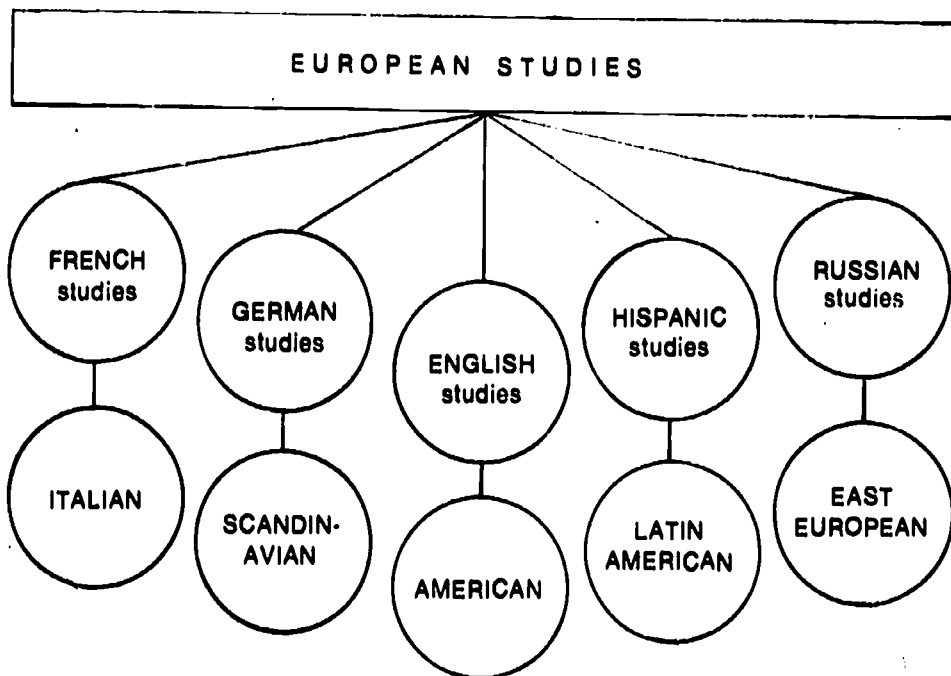 EUROPEAN STUDIES
FRENCH
studies
GERMAN
studies
ENGLISH
studies
HISPANIC
studies
RUSSIAN
studies
ITALIAN
SCANDIN-
AVIAN
AMERICAN
LATIN
AMERICAN
EAST
EUROPEAN